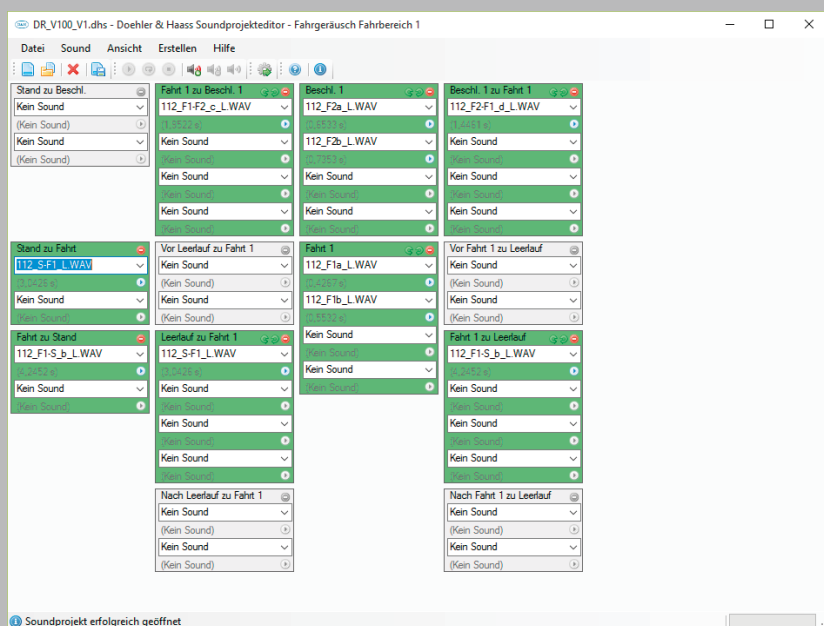 DR_V100_V1.dhs - Doehler & Haass Soundprojekteditor - Fahrgeräusch Fahrbereich 1
Datei Sound Ansicht Erstellen Hilfe
Stand zu Beschl.
Kein Sound
(Kein Sound)
Kein Sound
(Kein Sound)
Fahrt 1 zu Beschl. 1
112_F1-F2_c_L.WAV
Kein Sound
(Kein Sound)
Kein Sound
(Kein Sound)
Kein Sound
(Kein Sound)
Beschl. 1
112_F2a_L.WAV
112_F2b_L.WAV
(0,7353 s)
Kein Sound
(Kein Sound)
Kein Sound
(Kein Sound)
Beschl. 1 zu Fahrt 1
112_F2-F1_d_L.WAV
Kein Sound
(Kein Sound)
Kein Sound
(Kein Sound)
Kein Sound
(Kein Sound)
Stand zu Fahrt
112_S-F1_L.WAV
(3,0426 s)
Kein Sound
(Kein Sound)
Vor Leerlauf zu Fahrt 1
Kein Sound
(Kein Sound)
Kein Sound
(Kein Sound)
Fahrt 1
112_F1a_L.WAV
(0,4267 s)
112_F1b_L.WAV
(0,5532 s)
Kein Sound
(Kein Sound)
Kein Sound
(Kein Sound)
Vor Fahrt 1 zu Leerlauf
Kein Sound
(Kein Sound)
Kein Sound
(Kein Sound)
Fahrt zu Stand
112_F1-S_b_L.WAV
(4,2452 s)
Kein Sound
(Kein Sound)
Leerlauf zu Fahrt 1
112_S-F1_L.WAV
(3,0426 s)
Kein Sound
(Kein Sound)
Kein Sound
(Kein Sound)
Kein Sound
(Kein Sound)
Fahrt 1 zu Leerlauf
112_F1-S_b_L.WAV
(4,2452 s)
Kein Sound
(Kein Sound)
Kein Sound
(Kein Sound)
Kein Sound
(Kein Sound)
Nach Leerlauf zu Fahrt 1
Kein Sound
(Kein Sound)
Kein Sound
(Kein Sound)
Nach Fahrt 1 zu Leerlauf
Kein Sound
(Kein Sound)
Kein Sound
(Kein Sound)
Soundprojekt erfolgreich geöffnet